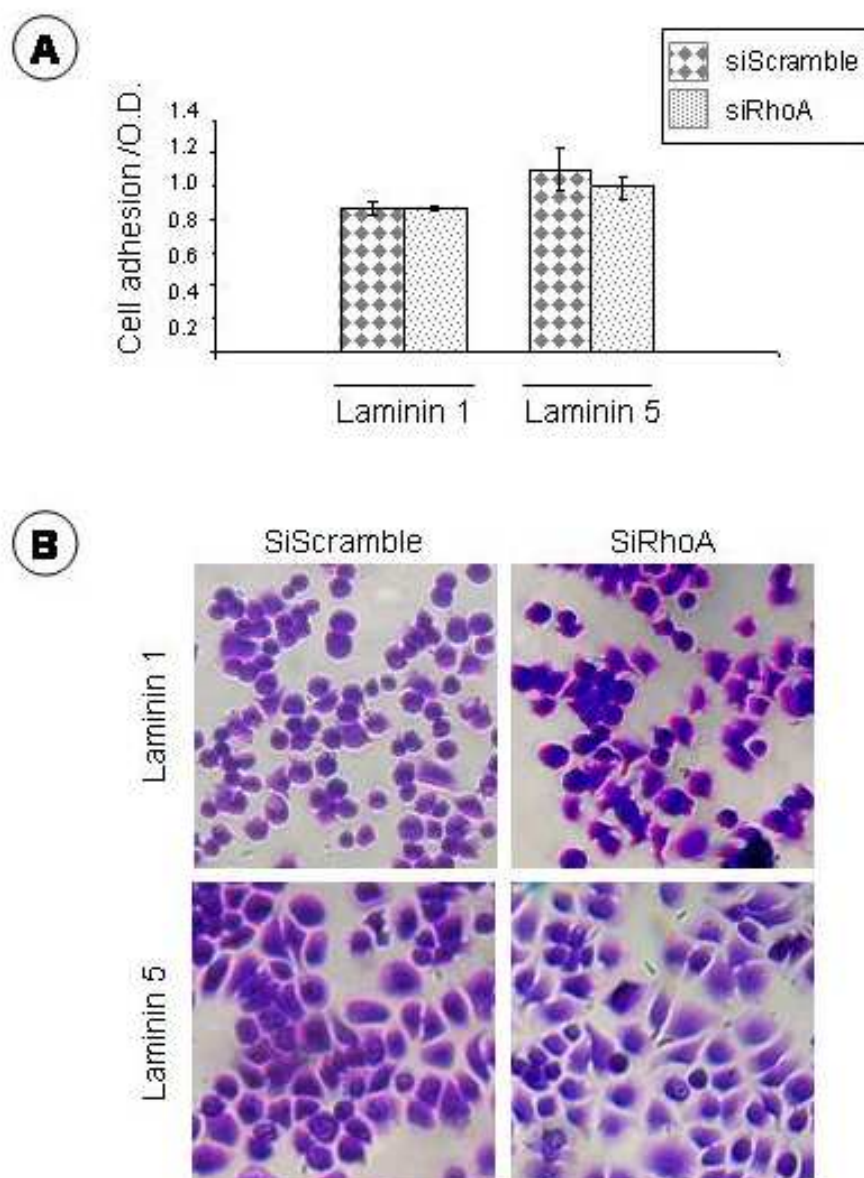 A
siScramble
siRhoA
Cell adhesion /O.D.
1.4
1.2
1.0
0.8
0.6
0.4
0.2
Laminin 1
Laminin 5
B
SiScramble
SiRhoA
Laminin 1
Laminin 5